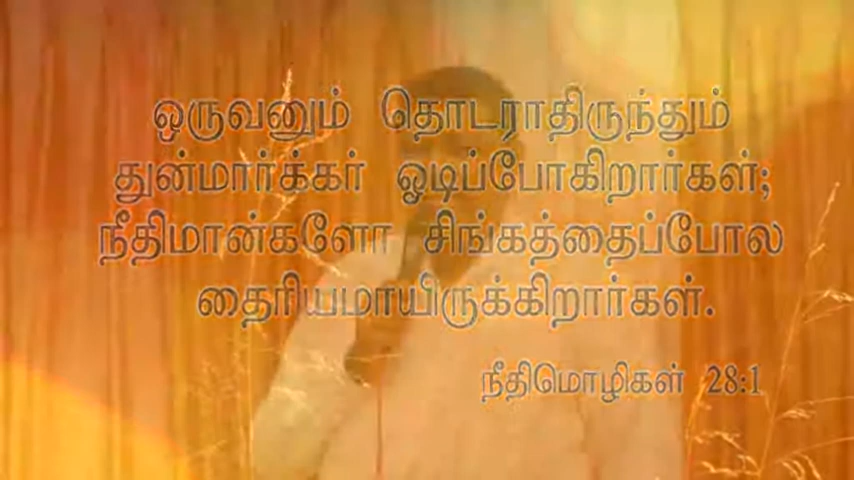 ஒருவனும் தொடராதிருந்தும்
துன்மார்க்கர் ஓடிப்போகிறார்கள்;
நீதிமான்களோ சிங்கத்தைப்போல
தைரியமாயிருக்கிறார்கள்.
நீதிமொழிகள் 28:1